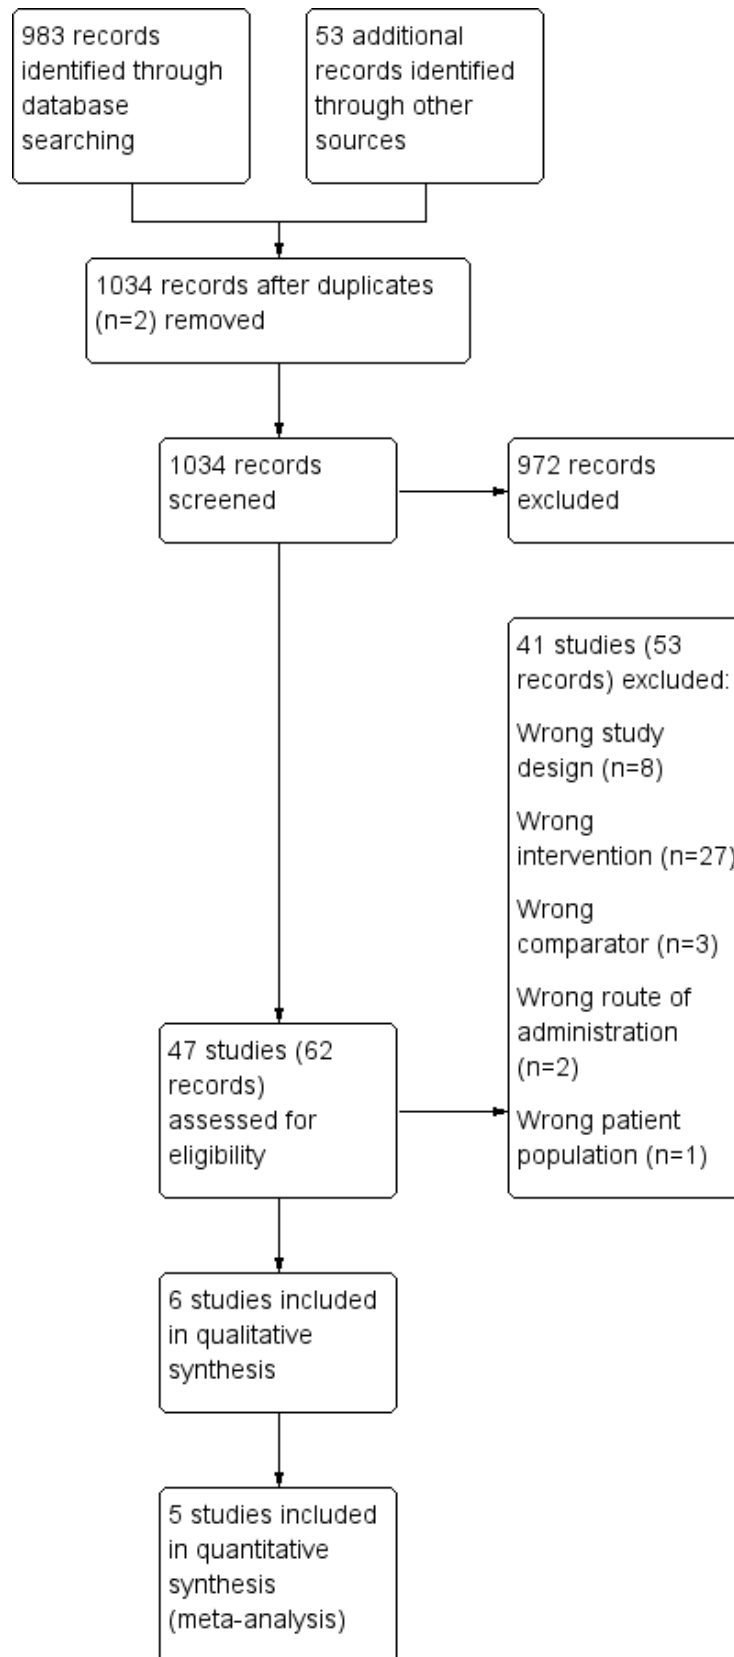 983 records
identified through
database
searching
53 additional
records identified
through other
sources
1034 records after duplicates
(n=2) removed
1034 records
screened
972 records
excluded
41 studies (53
records) excluded:
Wrong study
design (n=8)
Wrong
intervention (n=27)
Wrong
comparator (n=3)
Wrong route of
administration
(n=2)
Wrong patient
population (n=1)
47 studies (62
records)
assessed for
eligibility
6 studies included
in qualitative
synthesis
5 studies included
in quantitative
synthesis
(meta-analysis)